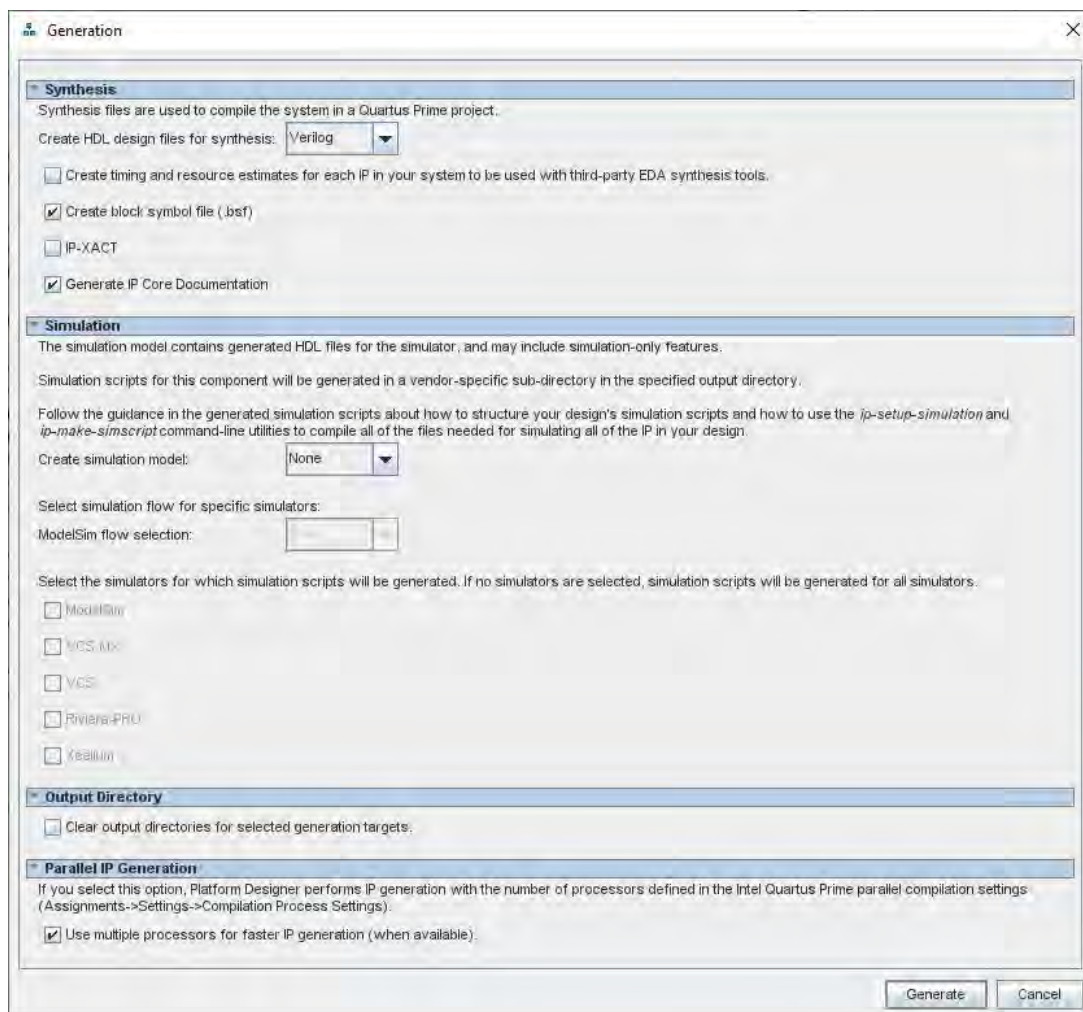 Generation
Synthesis
Synthesis files are used to compile the system in a Quartus Prime project.
Create HDL design files for synthesis: Verilog
Create timing and resource estimates for each IP in your system to be used with third-party EDA synthesis tools.
Create block symbol file (.bsf)
IP-XACT
Generate IP Core Documentation
Simulation
The simulation model contains generated HDL files for the simulator, and may include simulation-only features.
Simulation scripts for this component will be generated in a vendor-specific sub-directory in the specified output directory.
Follow the guidance in the generated simulation scripts about how to structure your design's simulation scripts and how to use the ip-setup-simulation and
ip-make-simscript command-line utilities to compile all of the files needed for simulating all of the IP in your design.
Create simulation model: None
Select simulation flow for specific simulators:
ModelSim flow selection:
Select the simulators for which simulation scripts will be generated. If no simulators are selected, simulation scripts will be generated for all simulators.
ModelSim
VCS MX
VCS
Riviera-PRO
Xcelium
Output Directory
Clear output directories for selected generation targets.
Parallel IP Generation
If you select this option, Platform Designer performs IP generation with the number of processors defined in the Intel Quartus Prime parallel compilation settings
(Assignments->Settings->Compilation Process Settings).
Use multiple processors for faster IP generation (when available).
Generate Cancel